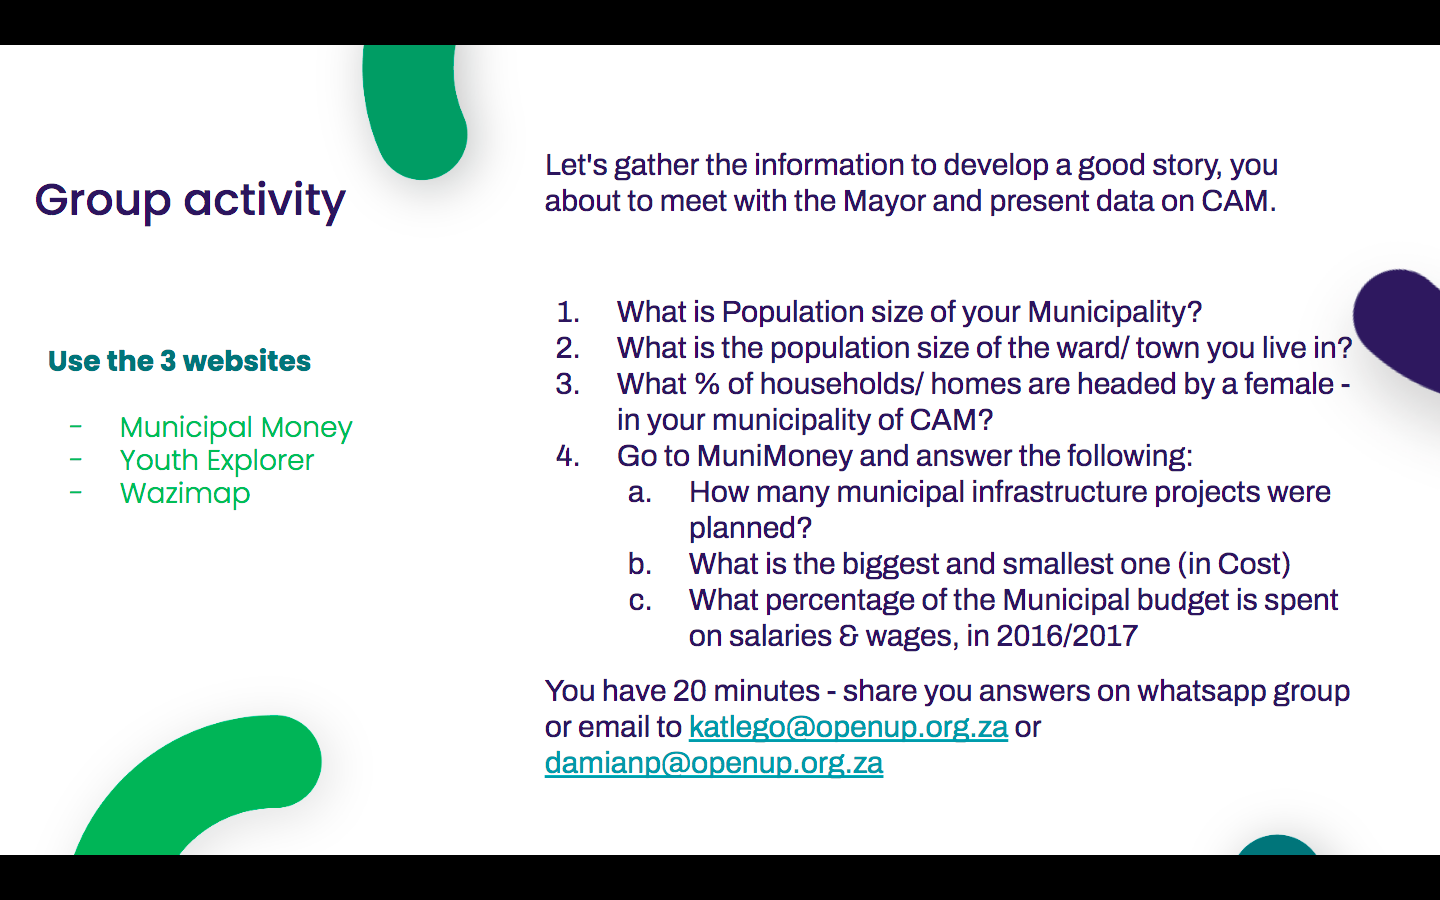 Group activity
Use the 3 websites
- Municipal Money
- Youth Explorer
- Wazimap
Let's gather the information to develop a good story, you
about to meet with the Mayor and present data on CAM.
1. What is Population size of your Municipality?
2. What is the population size of the ward/ town you live in?
3. What % of households/ homes are headed by a female -
in your municipality of CAM?
4. Go to MuniMoney and answer the following:
a. How many municipal infrastructure projects were
planned?
b. What is the biggest and smallest one (in Cost)
c. What percentage of the Municipal budget is spent
on salaries & wages, in 2016/2017
You have 20 minutes - share you answers on whatsapp group
or email to katlego@openup.org.za or
damianp@openup.org.za